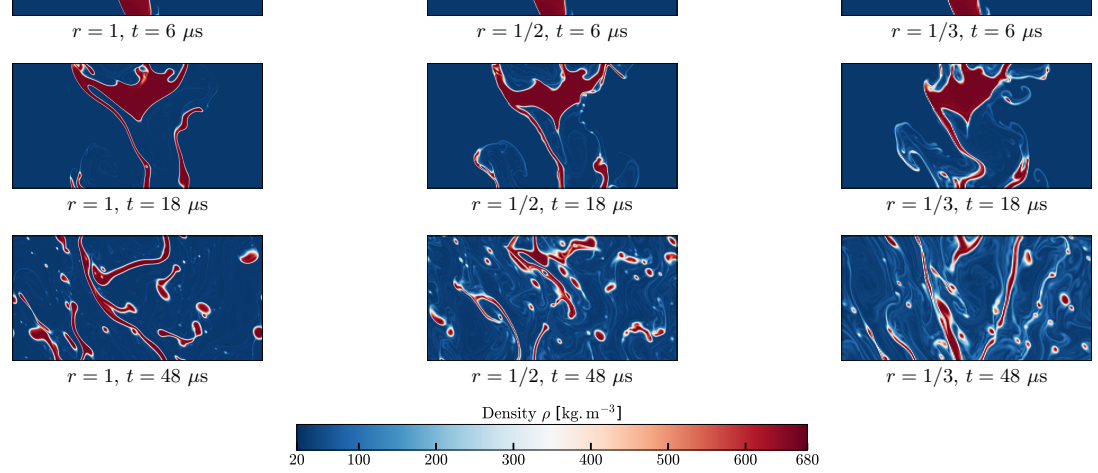 r = 1, t = 6 μs
r = 1/2, t = 6 μs
r = 1/3, t = 6 μs
r = 1, t = 18 μs
r = 1/2, t = 18 μs
r = 1/3, t = 18 μs
r = 1, t = 48 μs
r = 1/2, t = 48 μs
r = 1/3, t = 48 μs
Density ρ [kg.m⁻³]
20 100 200 300 400 500 600 680